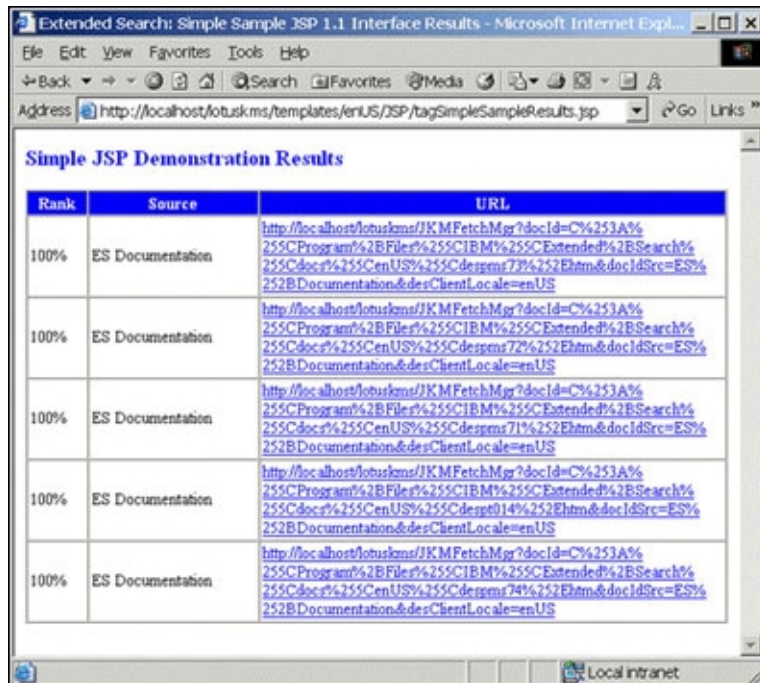 Extended Search: Simple Sample JSP 1.1 Interface Results - Microsoft Internet Expl...
File Edit View Favorites Tools Help
Back Search Favorites Media
Address http://localhost/lotuskms/templates/enUS/JSP/tagSimpleSampleResults.jsp Go Links »
Simple JSP Demonstration Results
Rank Source URL
http://localhost/lotuskms/JKMFetchMgr?docId=C%253A%
255CProgram%2BFiles%255CIBM%255CExtended%2BSearch%
100% ES Documentation
255Cdocs%255CenUS%255Cdespms73%252Ehtm&docIdSrc=ES%
252BDocumentation&desClientLocale=enUS
http://localhost/lotuskms/JKMFetchMgr?docId=C%253A%
255CProgram%2BFiles%255CIBM%255CExtended%2BSearch%
100% ES Documentation
255Cdocs%255CenUS%255Cdespms72%252Ehtm&docIdSrc=ES%
252BDocumentation&desClientLocale=enUS
http://localhost/lotuskms/JKMFetchMgr?docId=C%253A%
255CProgram%2BFiles%255CIBM%255CExtended%2BSearch%
100% ES Documentation
255Cdocs%255CenUS%255Cdespms71%252Ehtm&docIdSrc=ES%
252BDocumentation&desClientLocale=enUS
http://localhost/lotuskms/JKMFetchMgr?docId=C%253A%
255CProgram%2BFiles%255CIBM%255CExtended%2BSearch%
100% ES Documentation
255Cdocs%255CenUS%255Cdespt014%252Ehtm&docIdSrc=ES%
252BDocumentation&desClientLocale=enUS
http://localhost/lotuskms/JKMFetchMgr?docId=C%253A%
255CProgram%2BFiles%255CIBM%255CExtended%2BSearch%
100% ES Documentation
255Cdocs%255CenUS%255Cdespms74%252Ehtm&docIdSrc=ES%
252BDocumentation&desClientLocale=enUS
Local intranet